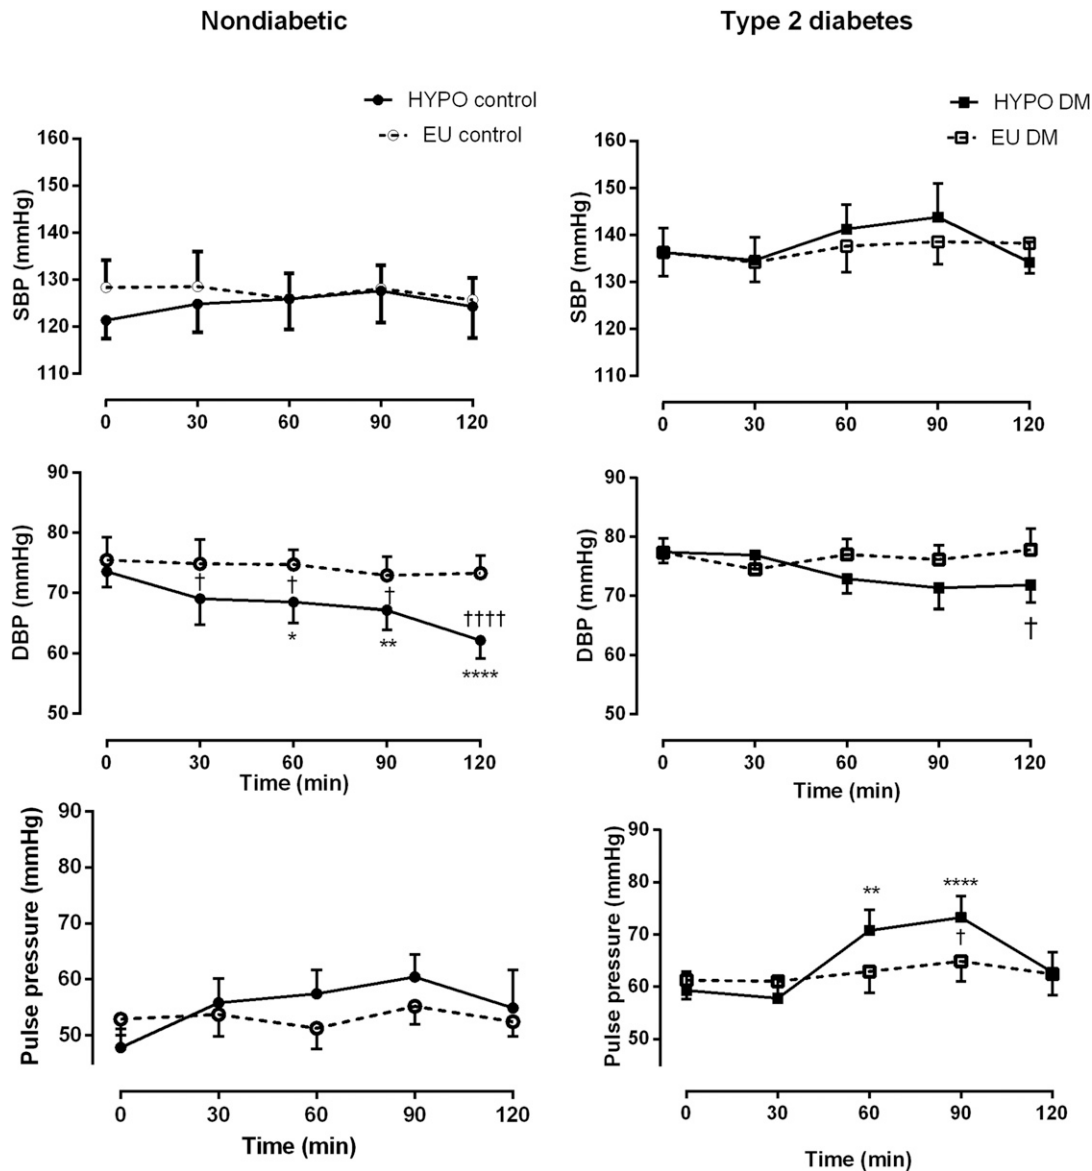 Nondiabetic
Type 2 diabetes
HYPO control
EU control
HYPO DM
EU DM
SBP (mmHg)
160
150
140
130
120
110
0 30 60 90 120
SBP (mmHg)
160
150
140
130
120
110
0 30 60 90 120
DBP (mmHg)
90
80
70
60
50
† † † ††††
* ** ****
0 30 60 90 120
Time (min)
DBP (mmHg)
90
80
70
60
50
†
0 30 60 90 120
Time (min)
Pulse pressure (mmHg)
90
80
70
60
50
0 30 60 90 120
Time (min)
Pulse pressure (mmHg)
90
80
70
60
50
** ****
†
0 30 60 90 120
Time (min)